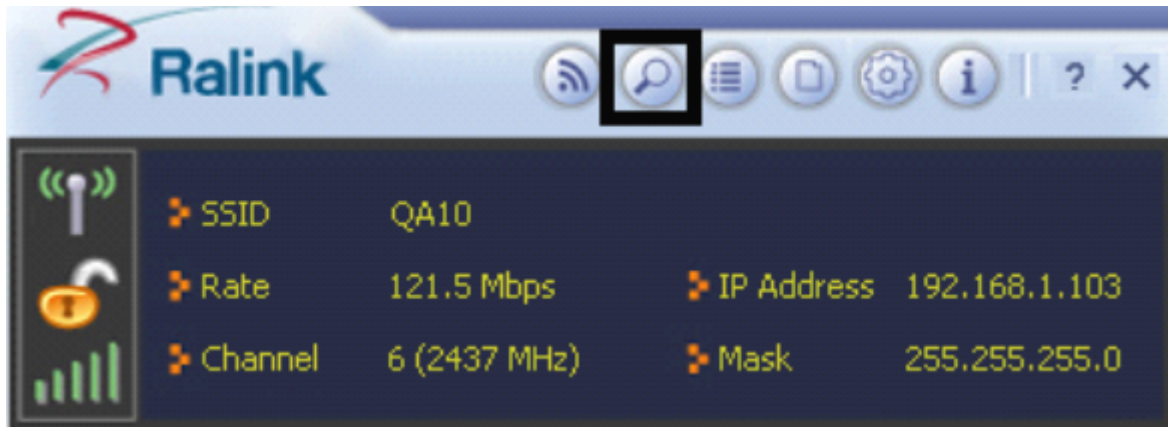 Ralink
i ? ×
SSID QA10
Rate 121.5 Mbps IP Address 192.168.1.103
Channel 6 (2437 MHz) Mask 255.255.255.0